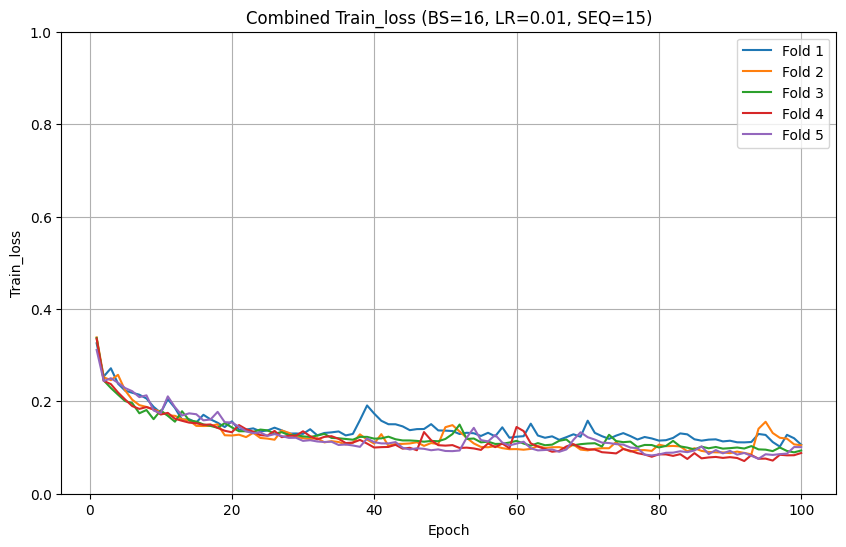 Combined Train_loss (BS=16, LR=0.01, SEQ=15)
1.0
0.8
0.6
0.4
0.2
0.0
Train_loss
Fold 1
Fold 2
Fold 3
Fold 4
Fold 5
0 20 40 60 80 100
Epoch